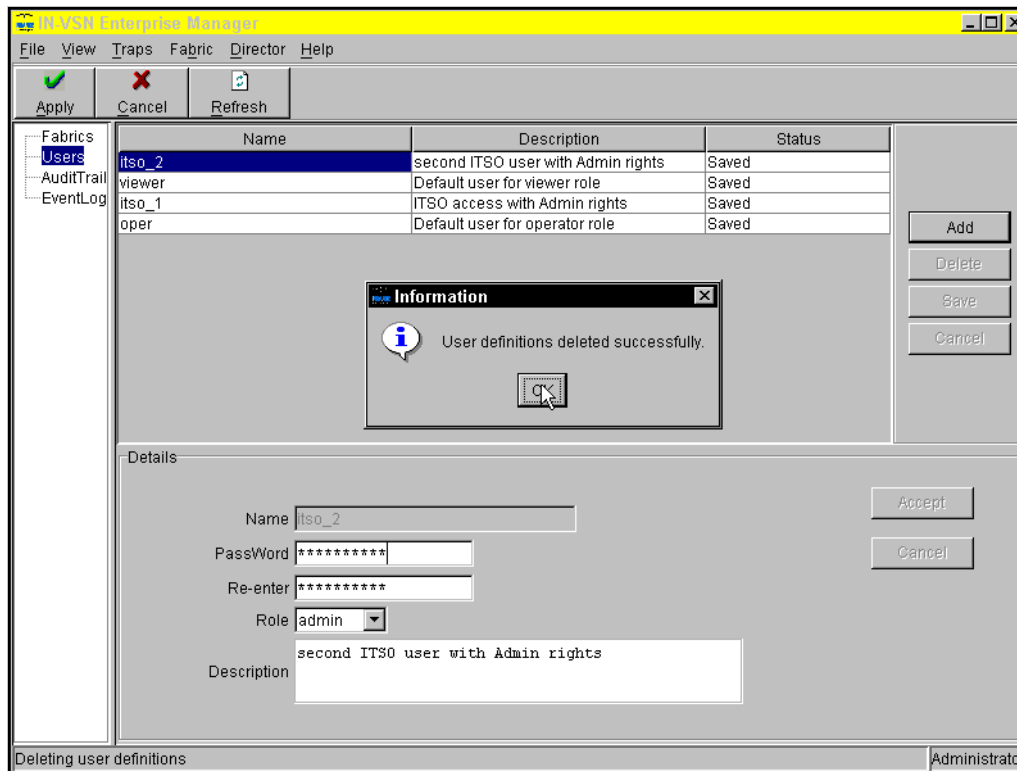 IN-VSN Enterprise Manager
File View Traps Fabric Director Help
Apply Cancel Refresh
Fabrics
Users
AuditTrail
EventLog
Name Description Status
itso_2 second ITSO user with Admin rights Saved
viewer Default user for viewer role Saved
itso_1 ITSO access with Admin rights Saved
oper Default user for operator role Saved
Add
Delete
Save
Cancel
Information
User definitions deleted successfully.
OK
Details
Name itso_2
PassWord **********
Re-enter **********
Role admin
Description second ITSO user with Admin rights
Accept
Cancel
Deleting user definitions Administrato